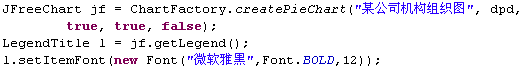 JFreeChart jf = ChartFactory.createPieChart("某公司机构组织图", dpd,
true, true, false);
LegendTitle l = jf.getLegend();
l.setItemFont(new Font("微软雅黑",Font.BOLD,12));